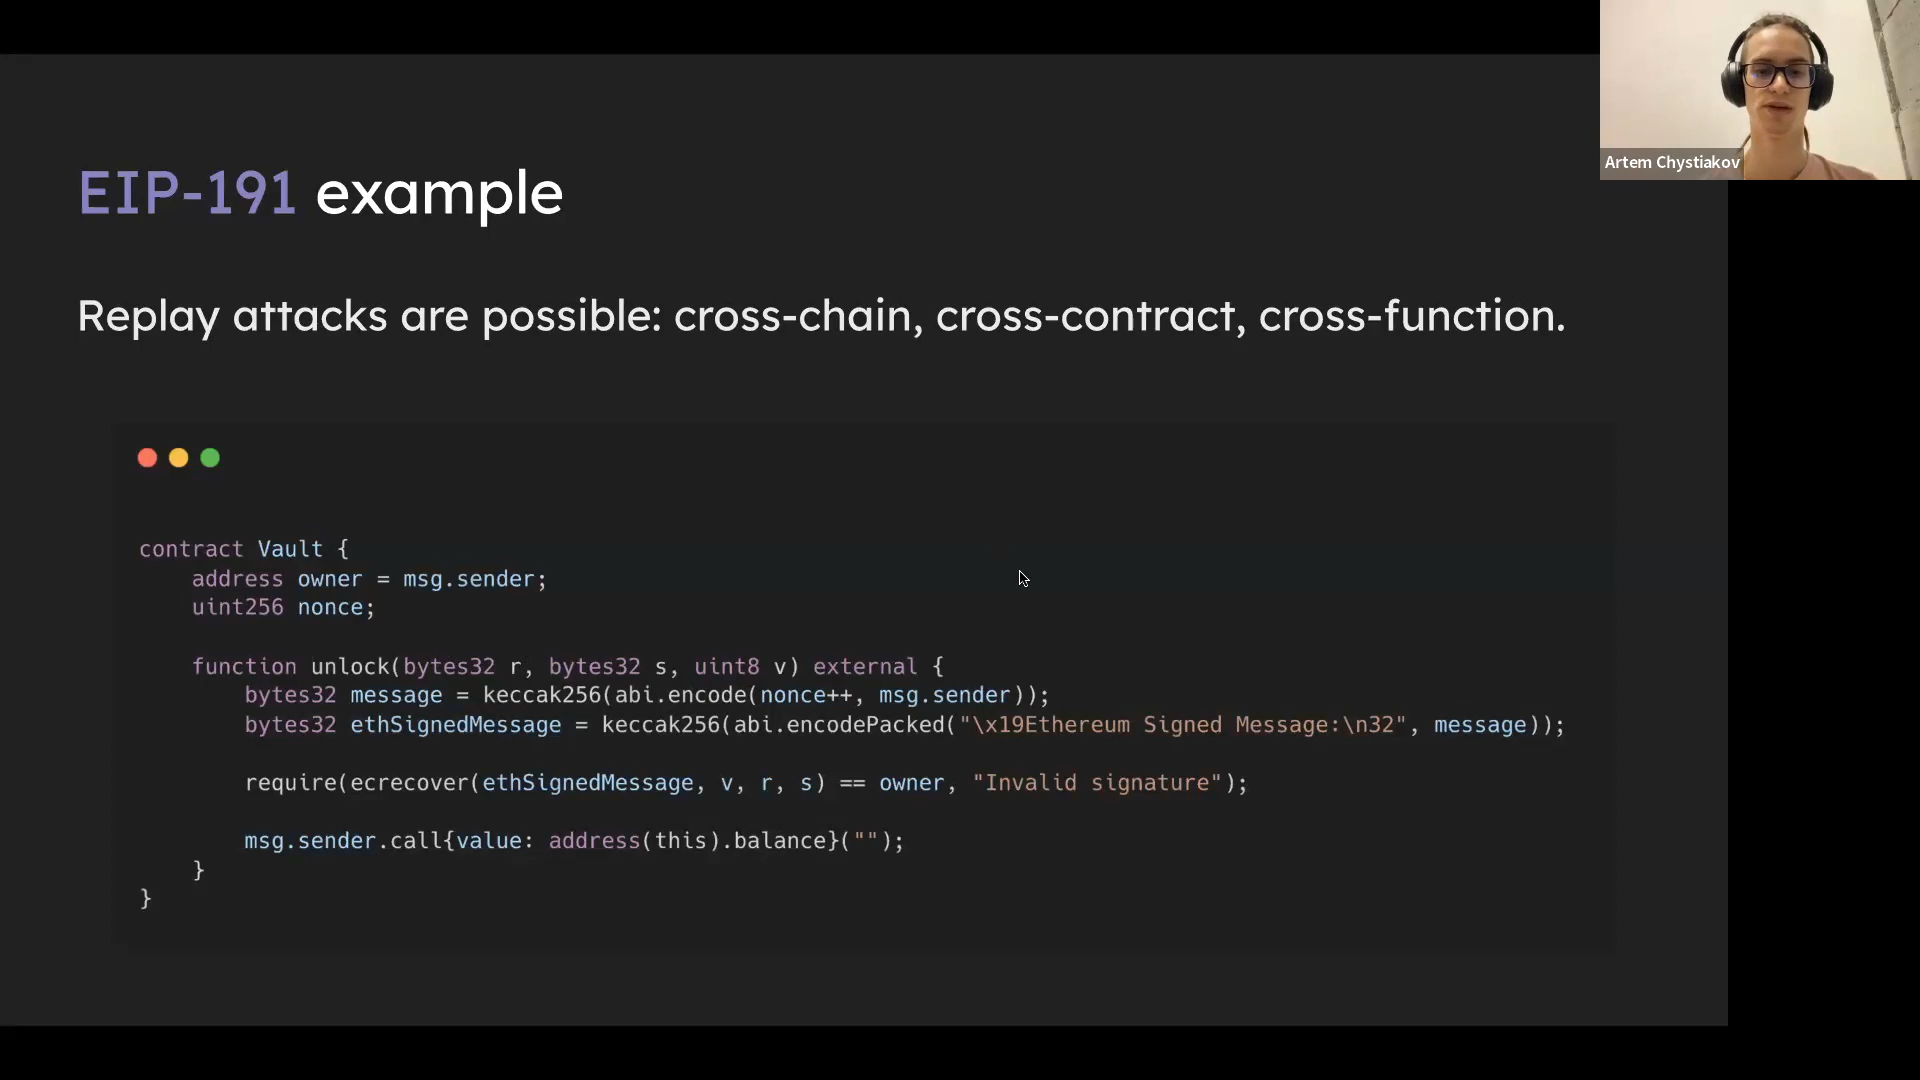 EIP-191 example
Artem Chystiakov
Replay attacks are possible: cross-chain, cross-contract, cross-function.
contract Vault {
    address owner = msg.sender;
    uint256 nonce;

    function unlock(bytes32 r, bytes32 s, uint8 v) external {
        bytes32 message = keccak256(abi.encode(nonce++, msg.sender));
        bytes32 ethSignedMessage = keccak256(abi.encodePacked("\x19Ethereum Signed Message:\n32", message));

        require(ecrecover(ethSignedMessage, v, r, s) == owner, "Invalid signature");

        msg.sender.call{value: address(this).balance}("");
    }
}